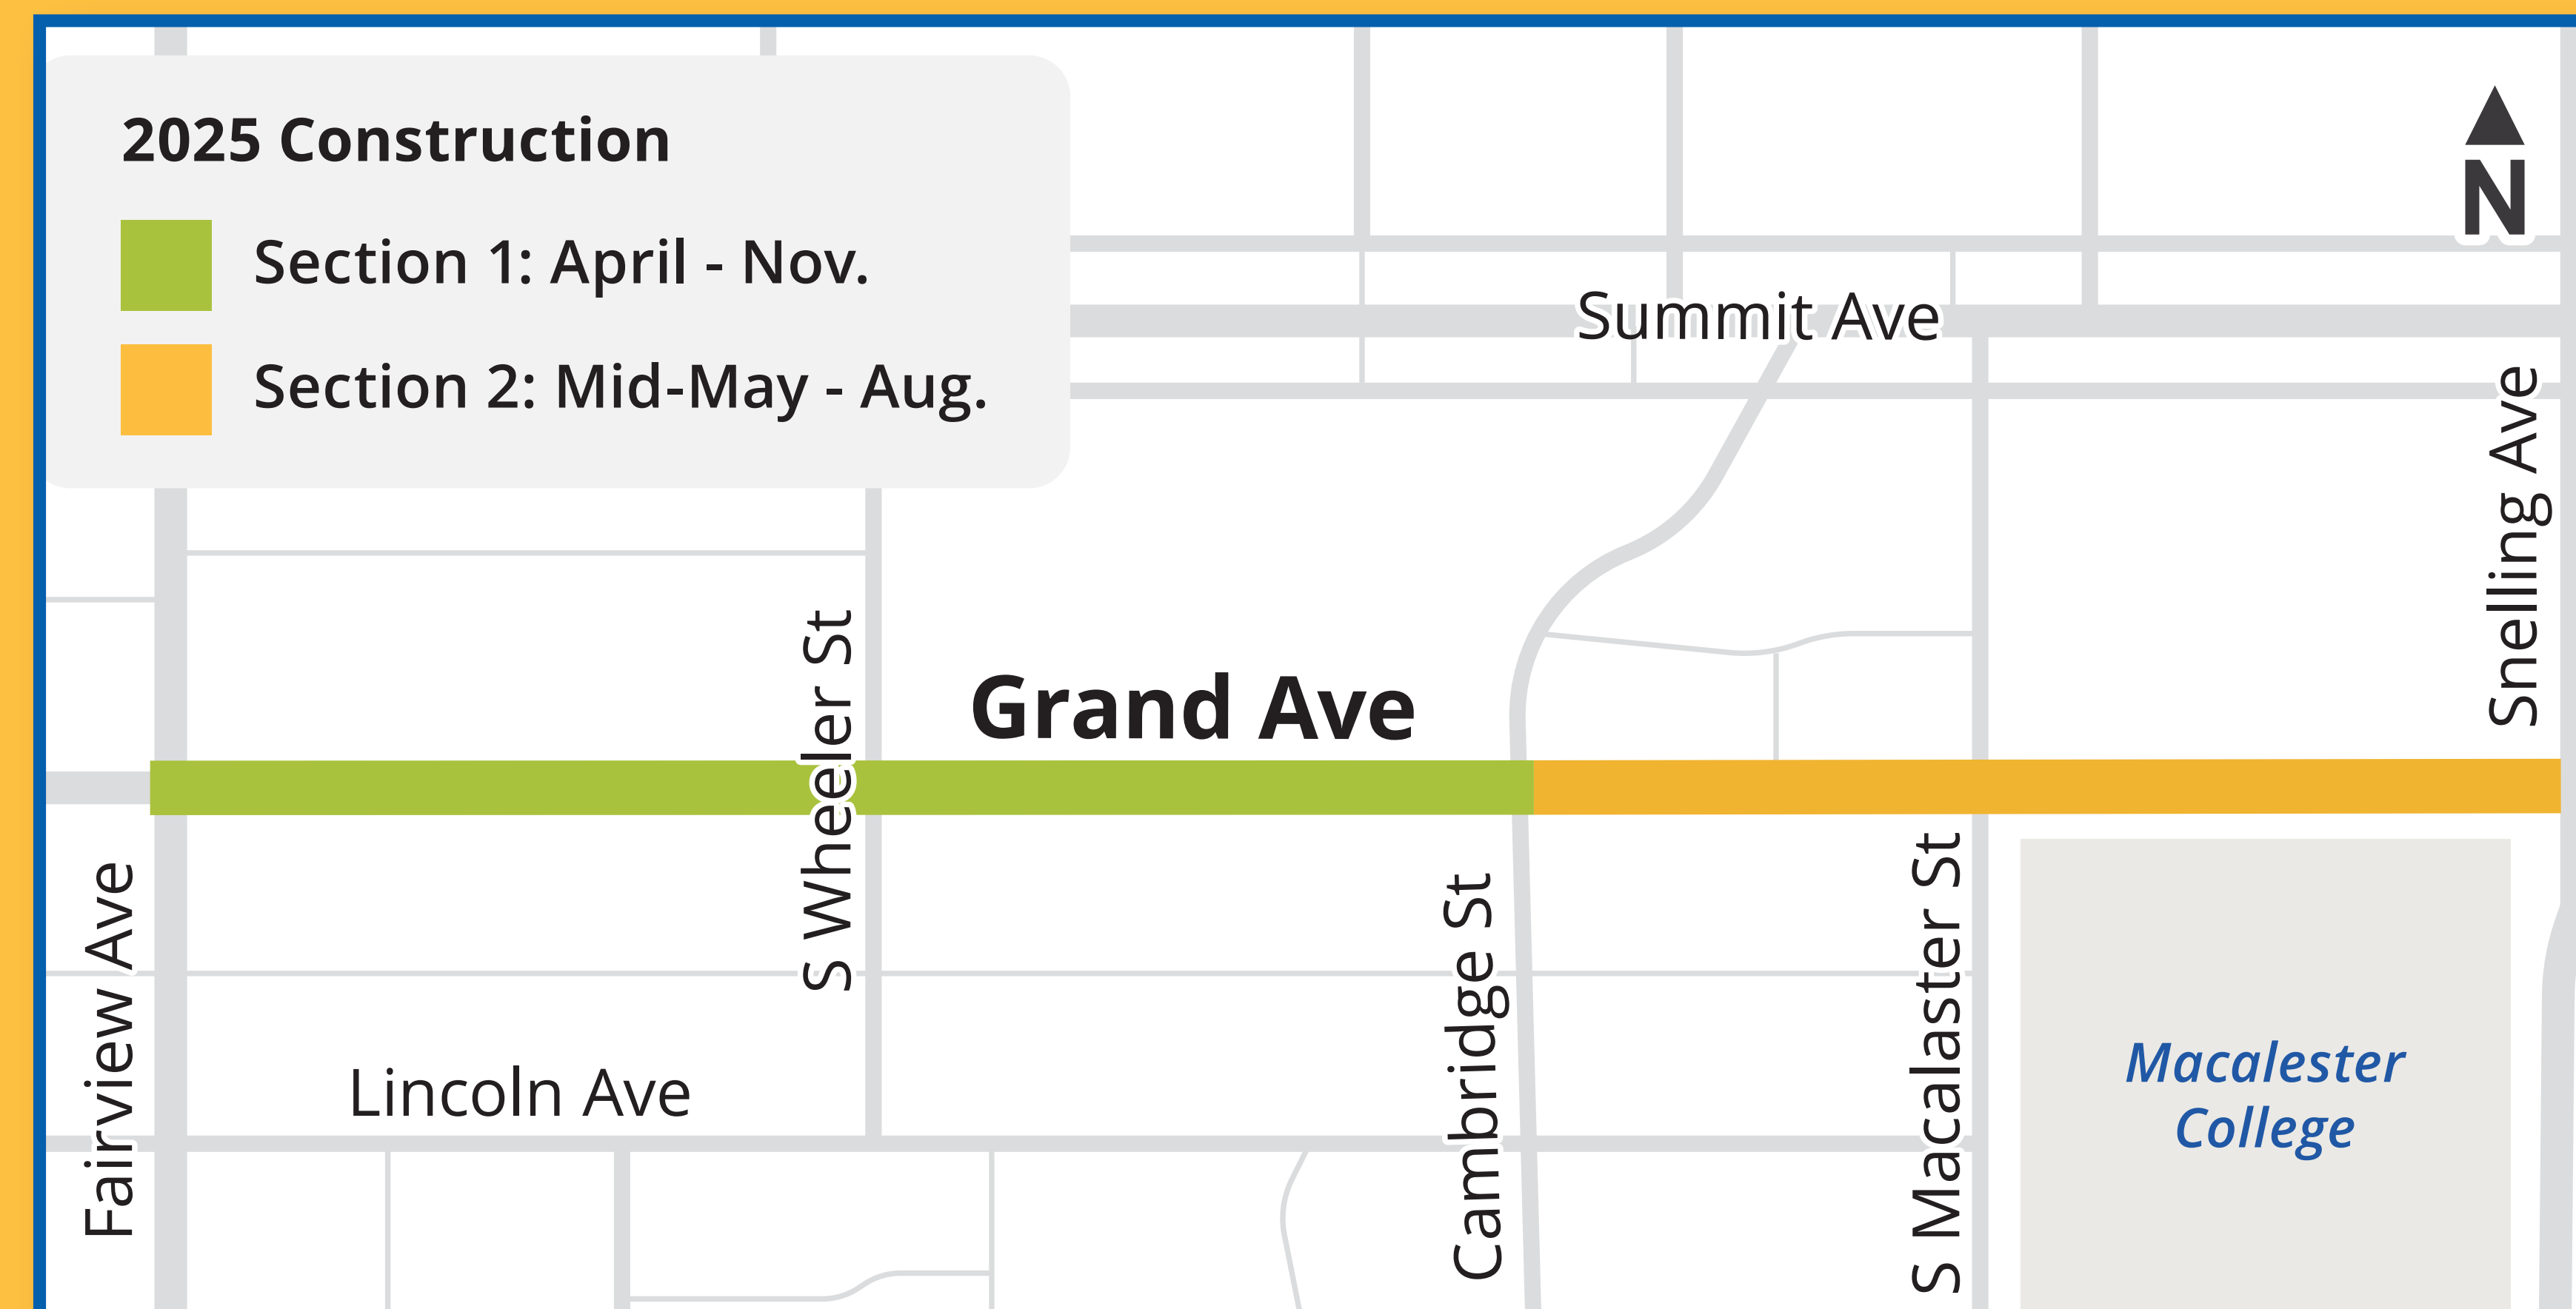 2025 Construction
Section 1: April - Nov.
Section 2: Mid-May - Aug.
N
Summit Ave
Snelling Ave
S Wheeler St
Grand Ave
Fairview Ave
Cambridge St
S Macalaster St
Lincoln Ave
Macalester
College